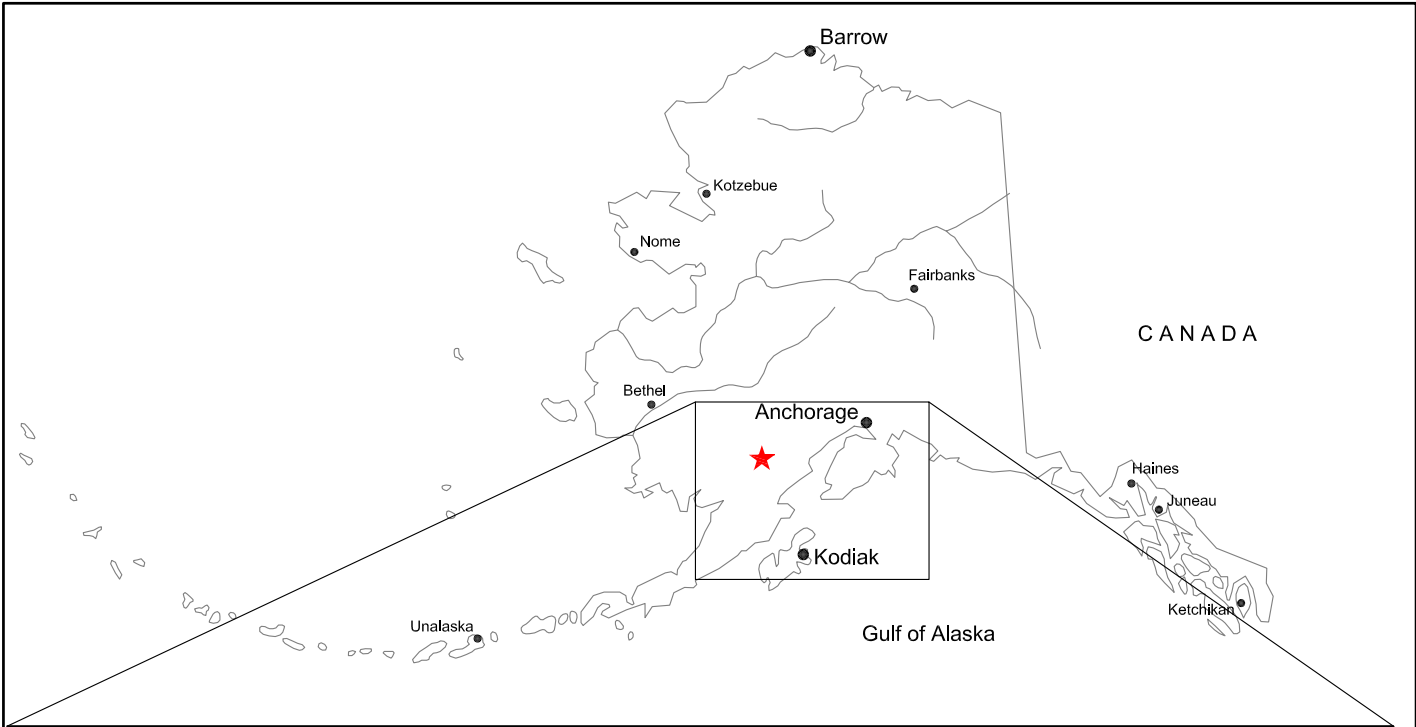 Barrow
Kotzebue
Nome
Fairbanks
CANADA
Bethel
Anchorage
Haines
Juneau
Kodiak
Ketchikan
Unalaska
Gulf of Alaska